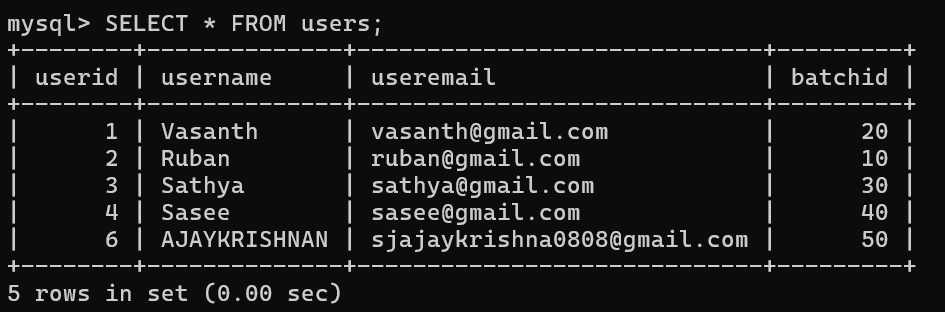 mysql> SELECT * FROM users;
+--------+--------------+------------------------------+---------+
| userid | username     | useremail                    | batchid |
+--------+--------------+------------------------------+---------+
|      1 | Vasanth      | vasanth@gmail.com            |      20 |
|      2 | Ruban        | ruban@gmail.com              |      10 |
|      3 | Sathya       | sathya@gmail.com             |      30 |
|      4 | Sasee        | sasee@gmail.com              |      40 |
|      6 | AJAYKRISHNAN | sjajaykrishna0808@gmail.com |      50 |
+--------+--------------+------------------------------+---------+
5 rows in set (0.00 sec)